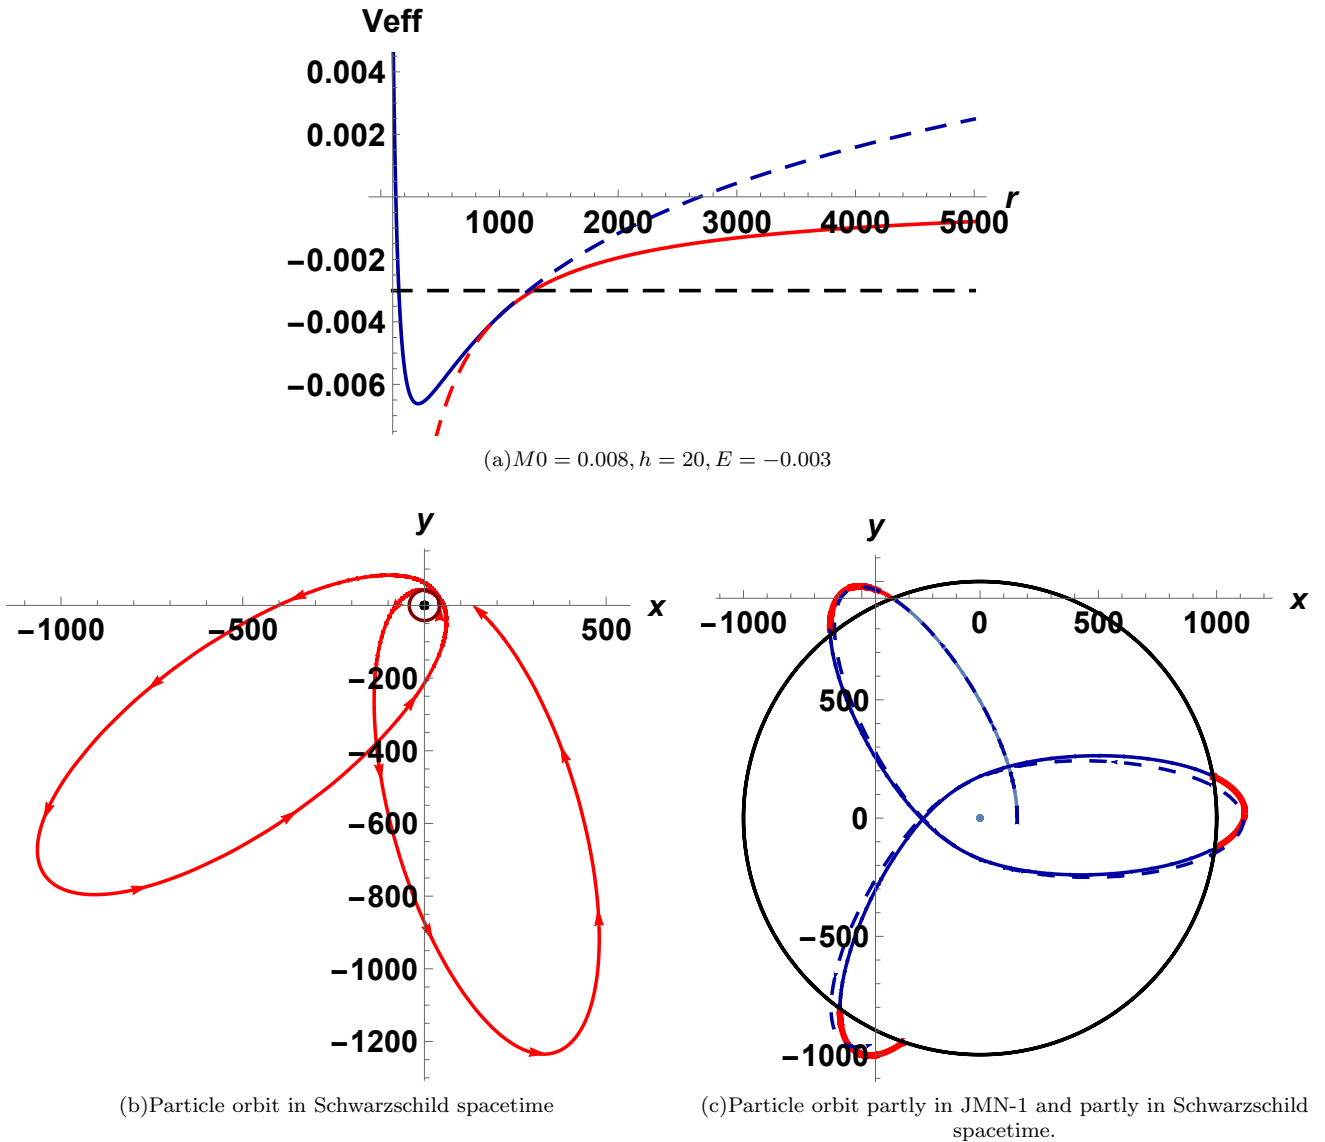 Veff
0.004
0.002
r
1000 2000 3000 4000 5000
−0.002
−0.004
−0.006
(a)M0 = 0.008, h = 20, E = −0.003
y
x
−1000 −500 500
−200
−400
−600
−800
−1000
−1200
(b)Particle orbit in Schwarzschild spacetime
y
x
−1000 0 500 1000
500
0
−500
−1000
(c)Particle orbit partly in JMN-1 and partly in Schwarzschild
spacetime.